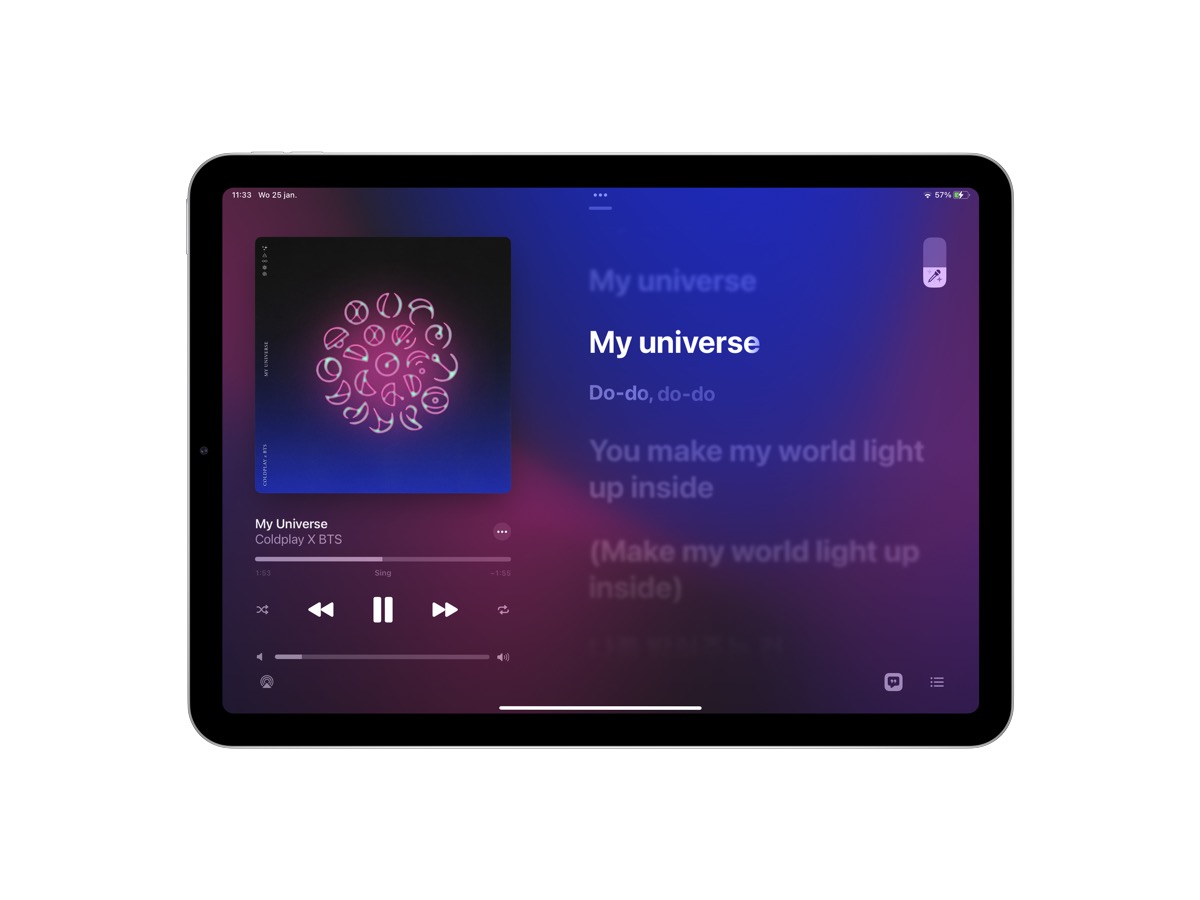 11:33 Wo 25 jan.
57%
MY UNIVERSE
COLDPLAY x BTS
My Universe
Coldplay X BTS
1:53 Sing -1:55
My universe
My universe
Do-do, do-do
You make my world light
up inside
(Make my world light up
inside)